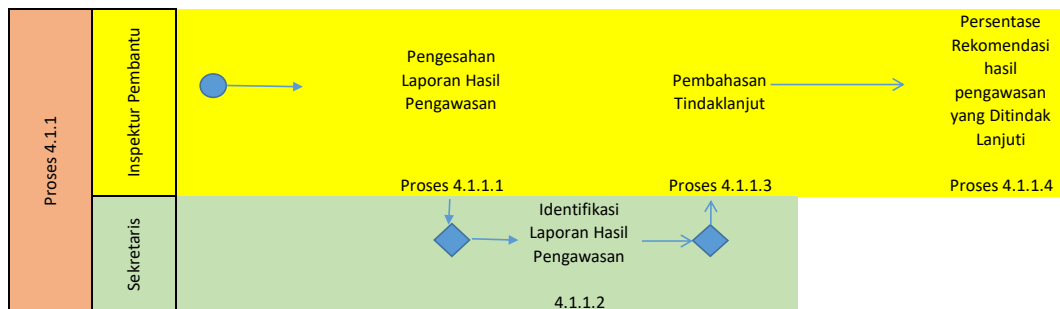 Proses 4.1.1
Inspektur Pembantu
Pengesahan
Laporan Hasil
Pengawasan
Proses 4.1.1.1
Pembahasan
Tindaklanjut
Proses 4.1.1.3
Persentase
Rekomendasi
hasil
pengawasan
yang Ditindak
Lanjuti
Proses 4.1.1.4
Sekretaris
Identifikasi
Laporan Hasil
Pengawasan
4.1.1.2